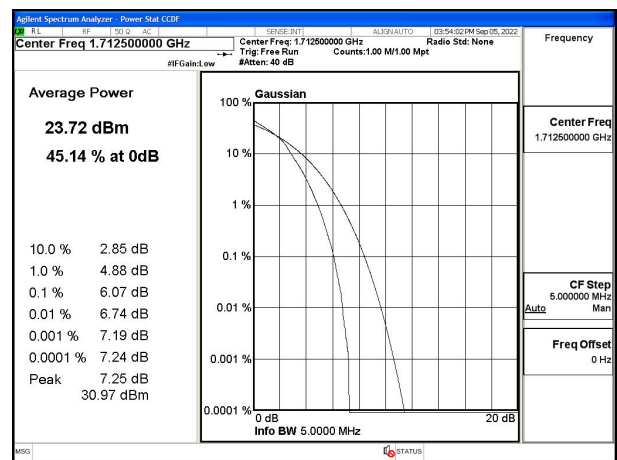 Agilent Spectrum Analyzer - Power Stat CCDF
LXI RL RF 50 Ω AC SENSE:INT ALIGN AUTO 03:54:02 PM Sep 05, 2022
Center Freq 1.712500000 GHz
Center Freq: 1.712500000 GHz Radio Std: None
Trig: Free Run Counts:1.00 M/1.00 Mpt
#IFGain:Low #Atten: 40 dB
Frequency
Average Power
23.72 dBm
45.14 % at 0dB
10.0 % 2.85 dB
1.0 % 4.88 dB
0.1 % 6.07 dB
0.01 % 6.74 dB
0.001 % 7.19 dB
0.0001 % 7.24 dB
Peak 7.25 dB
30.97 dBm
Gaussian
100 %
10 %
1 %
0.1 %
0.01 %
0.001 %
0.0001 %
0 dB 20 dB
Info BW 5.0000 MHz
Center Freq
1.712500000 GHz
CF Step
5.000000 MHz
Auto Man
Freq Offset
0 Hz
MSG STATUS